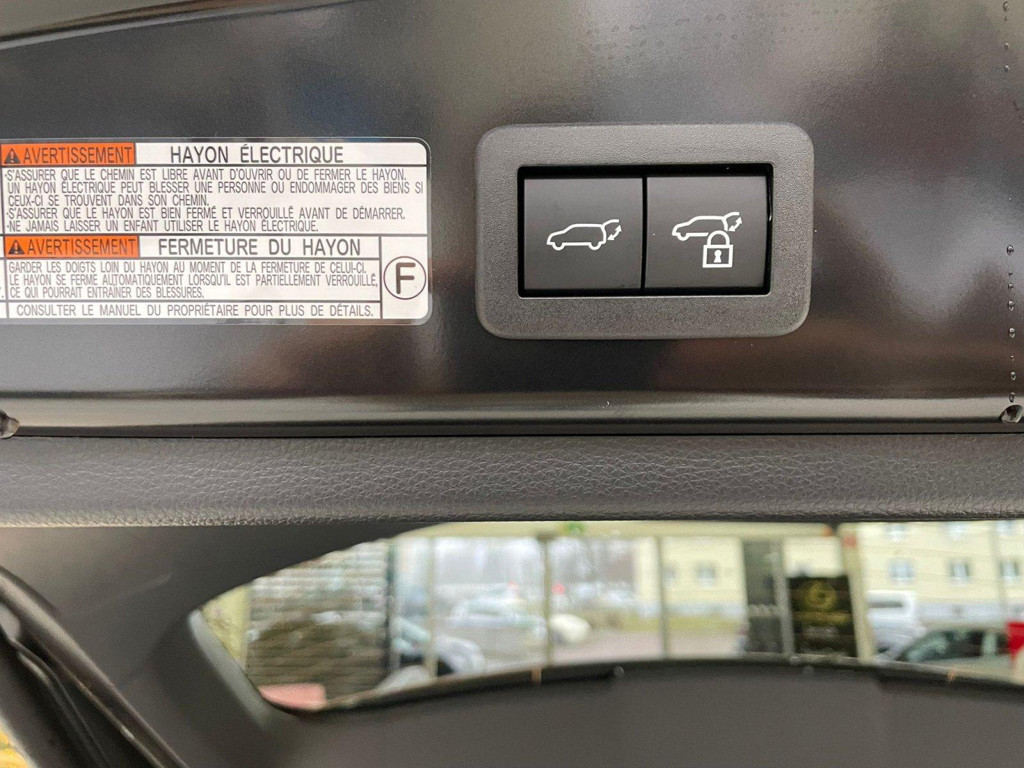 AVERTISSEMENT HAYON ÉLECTRIQUE
·S'ASSURER QUE LE CHEMIN EST LIBRE AVANT D'OUVRIR OU DE FERMER LE HAYON.
UN HAYON ÉLECTRIQUE PEUT BLESSER UNE PERSONNE OU ENDOMMAGER DES BIENS SI
CEUX-CI SE TROUVENT DANS SON CHEMIN.
·S'ASSURER QUE LE HAYON EST BIEN FERMÉ ET VERROUILLÉ AVANT DE DÉMARRER.
·NE JAMAIS LAISSER UN ENFANT UTILISER LE HAYON ÉLECTRIQUE.
AVERTISSEMENT FERMETURE DU HAYON
GARDER LES DOIGTS LOIN DU HAYON AU MOMENT DE LA FERMETURE DE CELUI-CI.
LE HAYON SE FERME AUTOMATIQUEMENT LORSQU'IL EST PARTIELLEMENT VERROUILLÉ,
CE QUI POURRAIT ENTRAÎNER DES BLESSURES.
CONSULTER LE MANUEL DU PROPRIÉTAIRE POUR PLUS DE DÉTAILS.
F